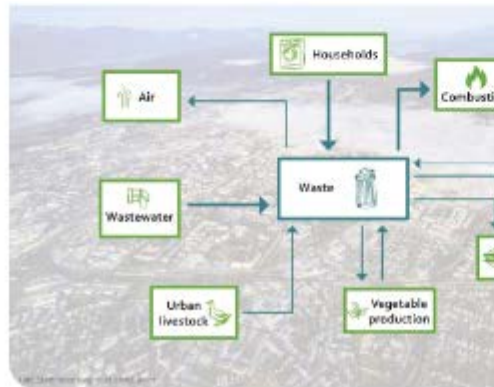 Households
Air
Combusti
Waste
Wastewater
Urban
livestock
Vegetable
production